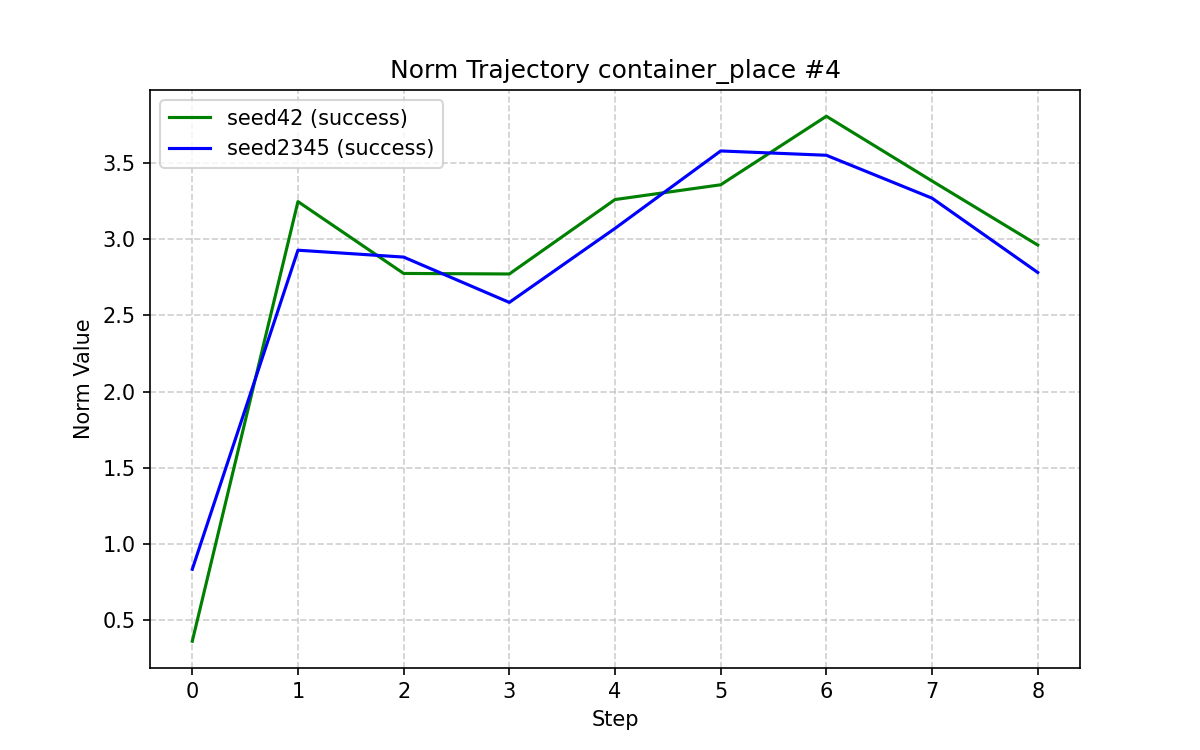 Norm Trajectory container_place #4
seed42 (success)
seed2345 (success)
Norm Value
3.5
3.0
2.5
2.0
1.5
1.0
0.5
0 1 2 3 4 5 6 7 8
Step